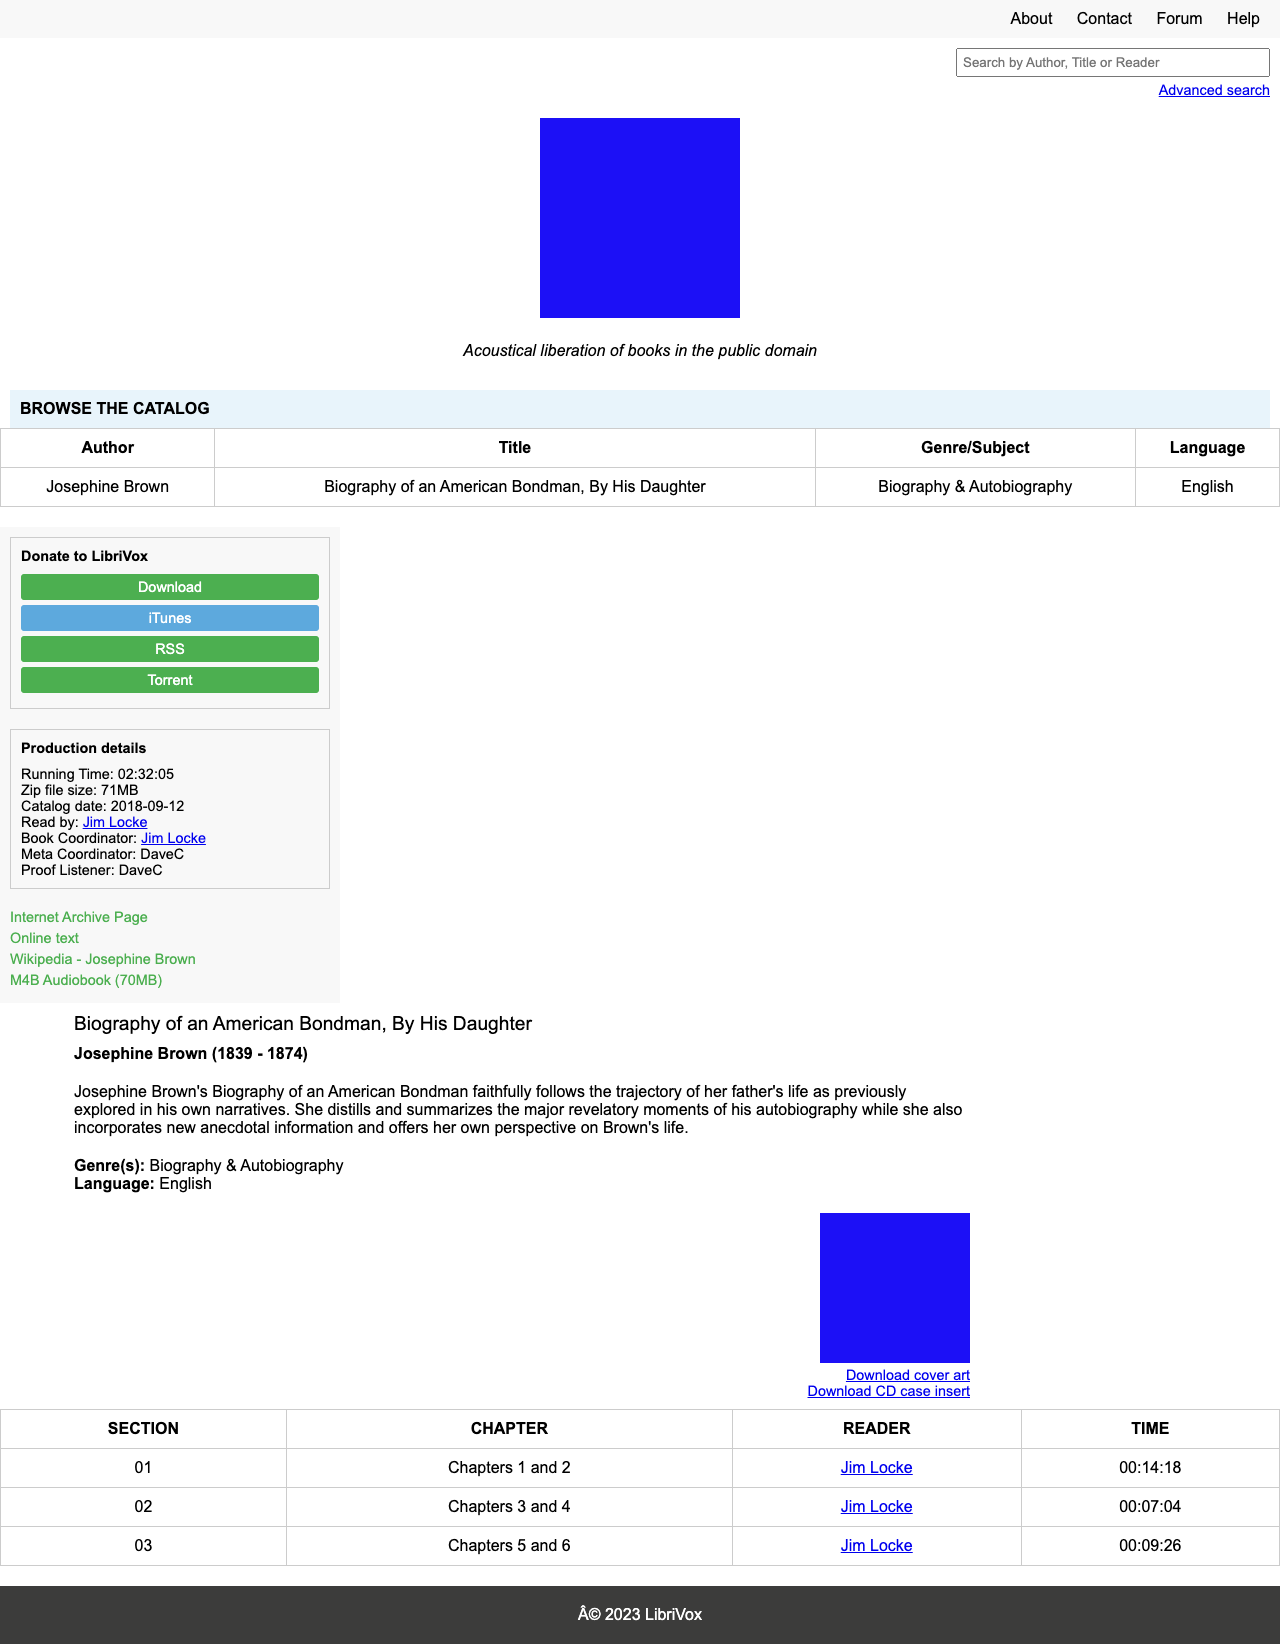 About Contact Forum Help
Search by Author, Title or Reader
Advanced search
Acoustical liberation of books in the public domain
BROWSE THE CATALOG
Author Title Genre/Subject Language
Josephine Brown Biography of an American Bondman, By His Daughter Biography & Autobiography English
Donate to LibriVox
Download
iTunes
RSS
Torrent
Production details
Running Time: 02:32:05
Zip file size: 71MB
Catalog date: 2018-09-12
Read by: Jim Locke
Book Coordinator: Jim Locke
Meta Coordinator: DaveC
Proof Listener: DaveC
Internet Archive Page
Online text
Wikipedia - Josephine Brown
M4B Audiobook (70MB)
Biography of an American Bondman, By His Daughter
Josephine Brown (1839 - 1874)
Josephine Brown's Biography of an American Bondman faithfully follows the trajectory of her father's life as previously
explored in his own narratives. She distills and summarizes the major revelatory moments of his autobiography while she also
incorporates new anecdotal information and offers her own perspective on Brown's life.
Genre(s): Biography & Autobiography
Language: English
Download cover art
Download CD case insert
SECTION CHAPTER READER TIME
01 Chapters 1 and 2 Jim Locke 00:14:18
02 Chapters 3 and 4 Jim Locke 00:07:04
03 Chapters 5 and 6 Jim Locke 00:09:26
Â© 2023 LibriVox